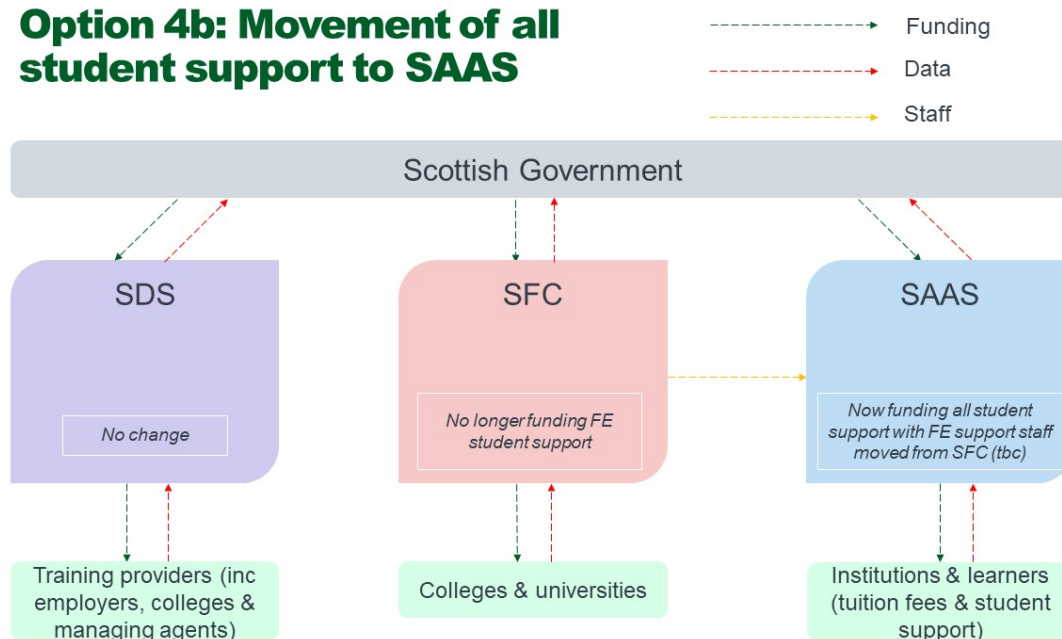 Option 4b: Movement of all
student support to SAAS
Funding
Data
Staff
Scottish Government
SDS
No change
SFC
No longer funding FE
student support
SAAS
Now funding all student
support with FE support staff
moved from SFC (tbc)
Training providers (inc
employers, colleges &
managing agents)
Colleges & universities
Institutions & learners
(tuition fees & student
support)